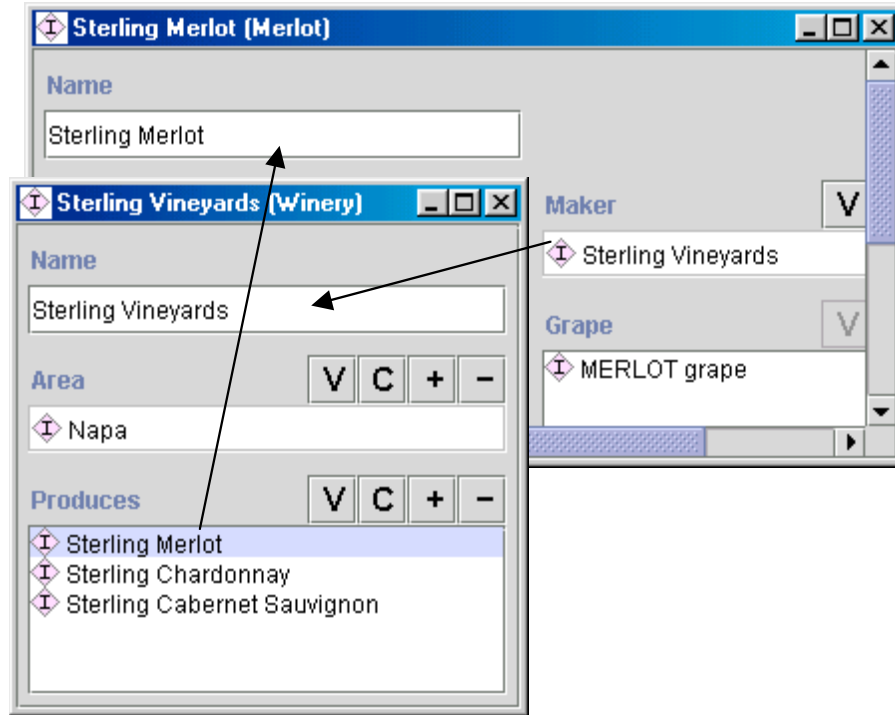 Sterling Merlot (Merlot)
Name
Sterling Merlot
Maker
V
Sterling Vineyards
Grape
V
MERLOT grape
Sterling Vineyards (Winery)
Name
Sterling Vineyards
Area
V C + −
Napa
Produces
V C + −
Sterling Merlot
Sterling Chardonnay
Sterling Cabernet Sauvignon